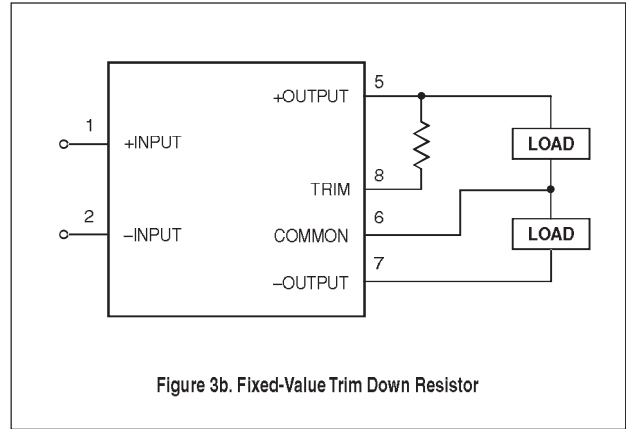 5
+OUTPUT
1
+INPUT
LOAD
8
TRIM
2
6
–INPUT
COMMON
LOAD
7
–OUTPUT
Figure 3b. Fixed-Value Trim Down Resistor